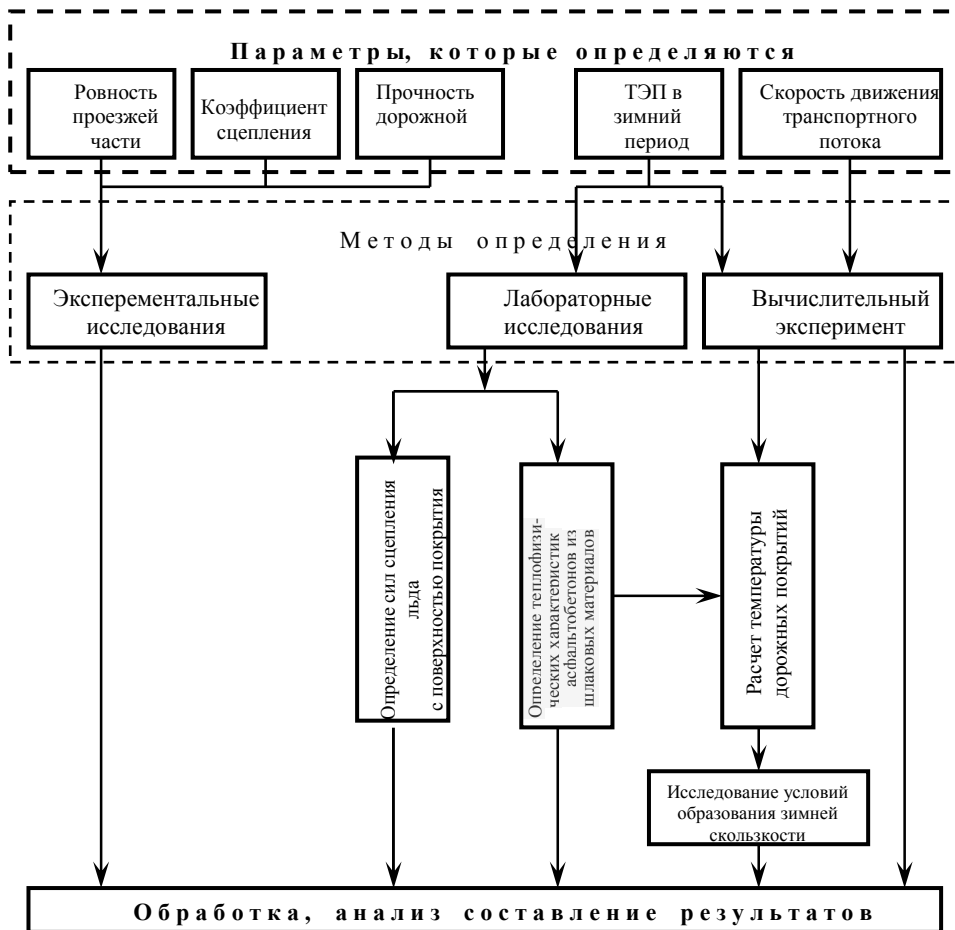 Параметры, которые определяются
Ровность
проезжей
части
Коэффициент
сцепления
Прочность
дорожной
ТЭП в
зимний
период
Скорость движения
транспортного
потока
Методы определения
Эксперементальные
исследования
Лабораторные
исследования
Вычислительный
эксперимент
Определение сил сцепления
льда
с поверхностью покрытия
Определение теплофизи-
ческих характеристик
асфальтобетонов из
шлаковых материалов
Расчет температуры
дорожных покрытий
Исследование условий
образования зимней
скользкости
Обработка, анализ составление результатов